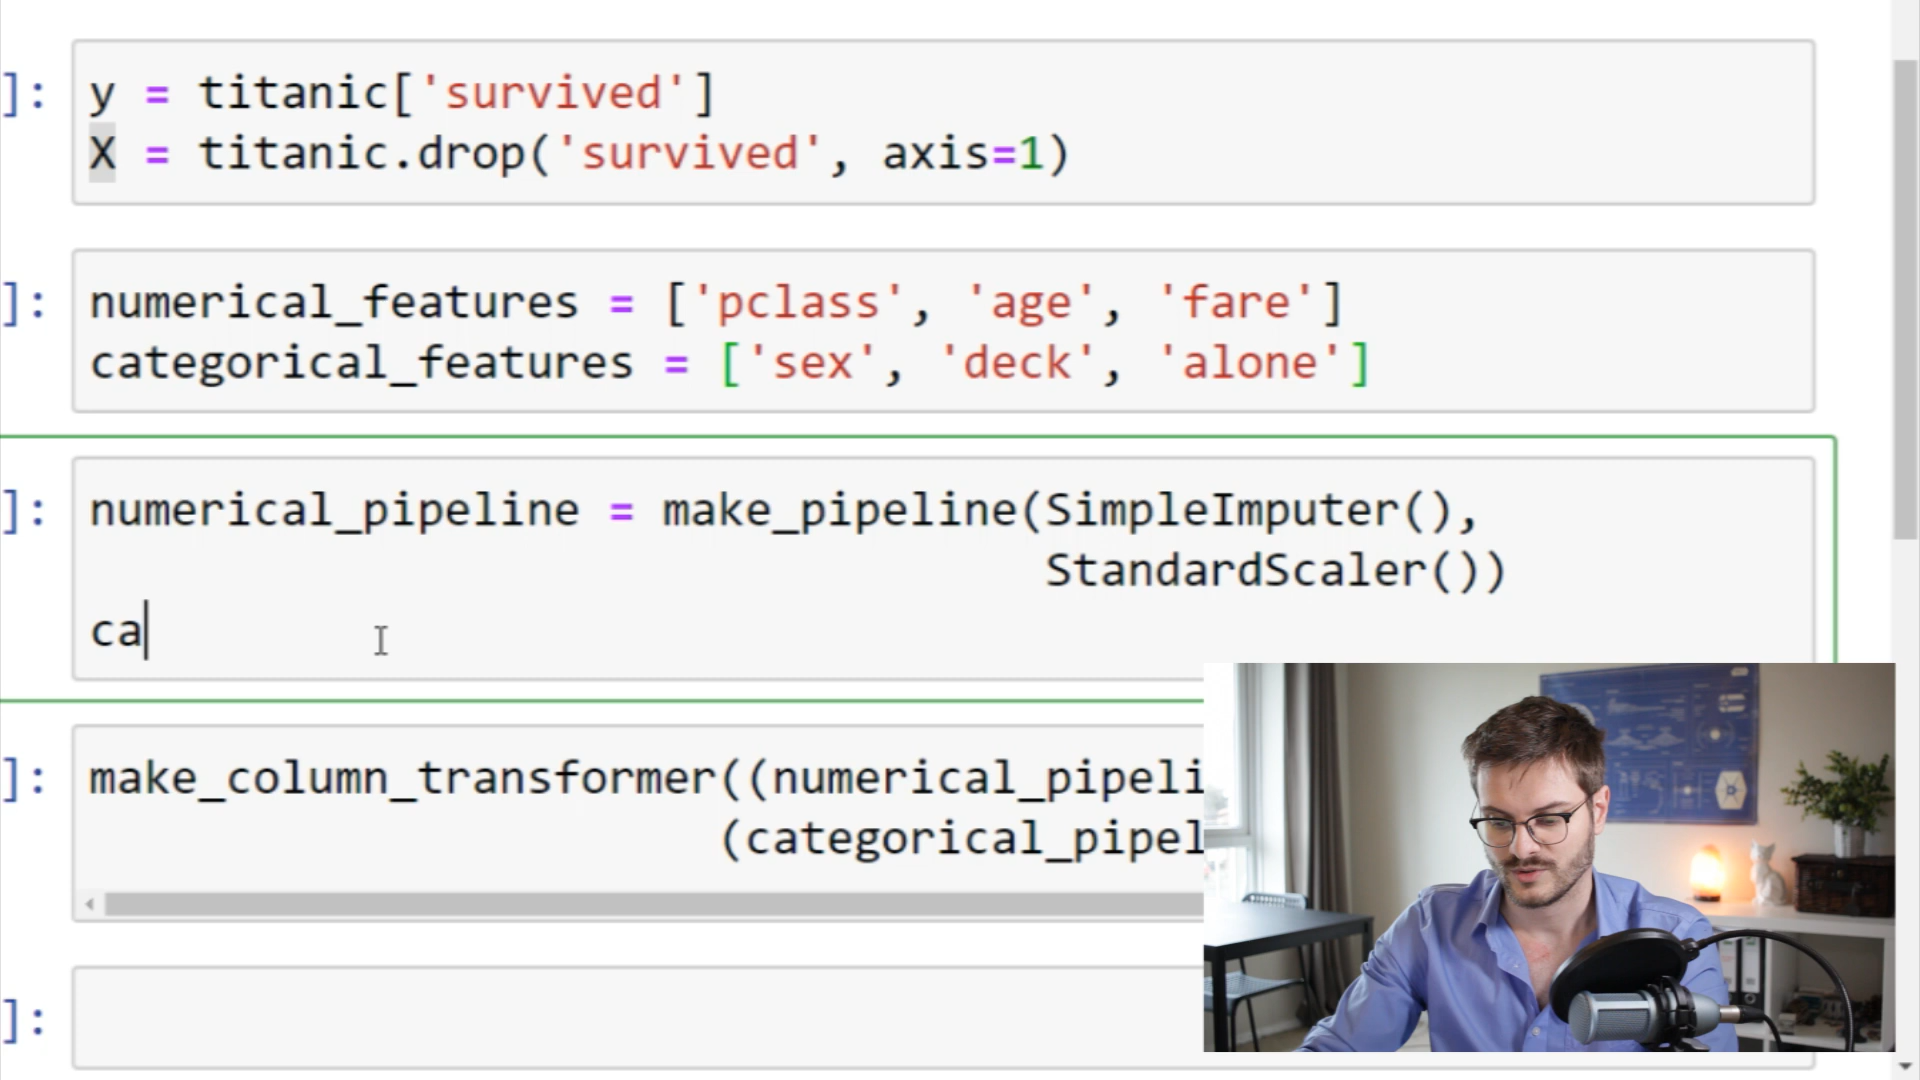 ]: y = titanic['survived']
X = titanic.drop('survived', axis=1)
]: numerical_features = ['pclass', 'age', 'fare']
categorical_features = ['sex', 'deck', 'alone']
]: numerical_pipeline = make_pipeline(SimpleImputer(),
StandardScaler())
ca
]: make_column_transformer((numerical_pipeli
(categorical_pipel
]: